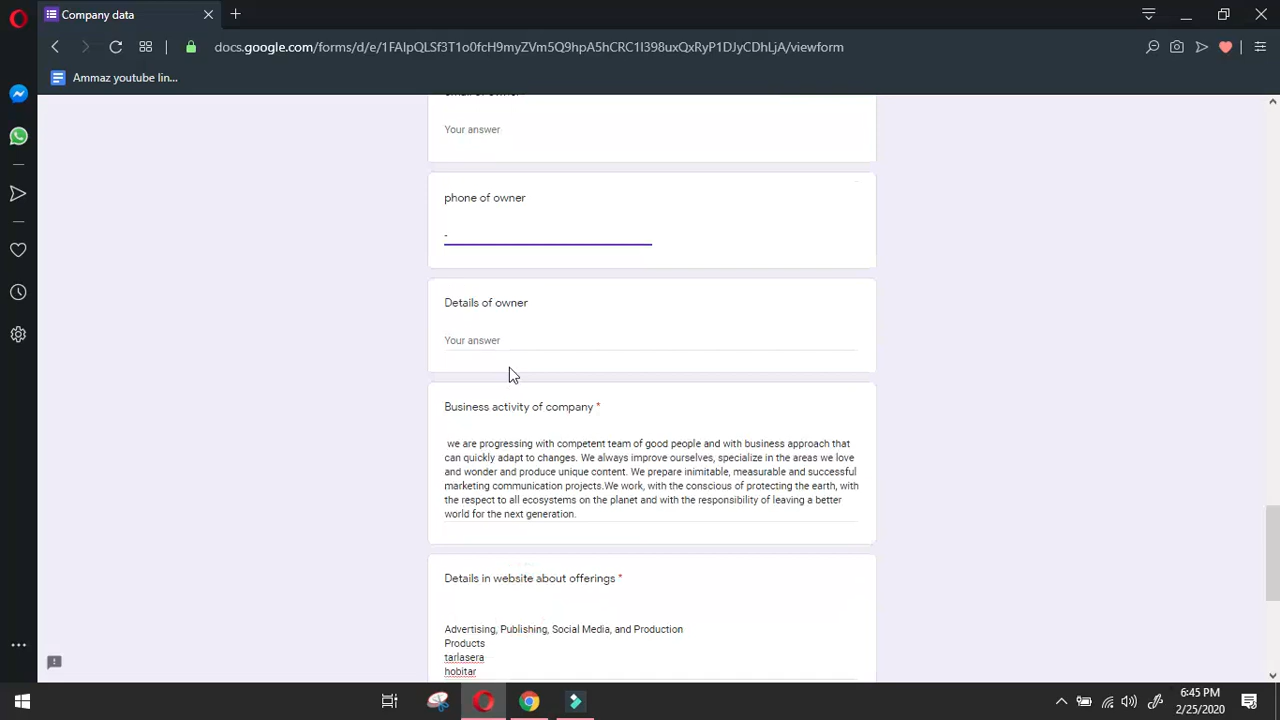 Company data
docs.google.com/forms/d/e/1FAIpQLSf3T1o0fcH9myZVm5Q9hpA5hCRC1I398uxQxRyP1DJyCDhLjA/viewform
Ammaz youtube lin...
email of owner
Your answer
phone of owner
-
Details of owner
Your answer
Business activity of company *
we are progressing with competent team of good people and with business approach that
can quickly adapt to changes. We always improve ourselves, specialize in the areas we love
and wonder and produce unique content. We prepare inimitable, measurable and successful
marketing communication projects.We work, with the conscious of protecting the earth, with
the respect to all ecosystems on the planet and with the responsibility of leaving a better
world for the next generation.
Details in website about offerings *
Advertising, Publishing, Social Media, and Production
Products
tarlasera
hobitar
6:45 PM
2/25/2020